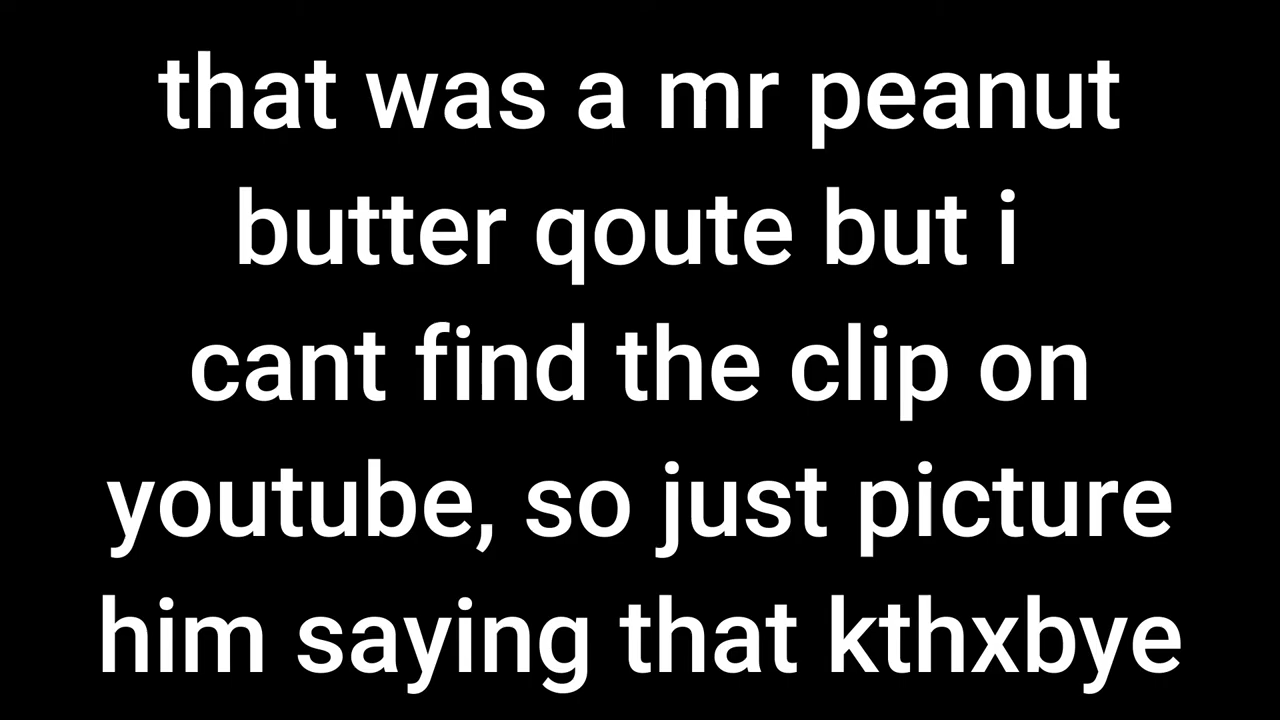 that was a mr peanut
butter qoute but i
cant find the clip on
youtube, so just picture
him saying that kthxbye